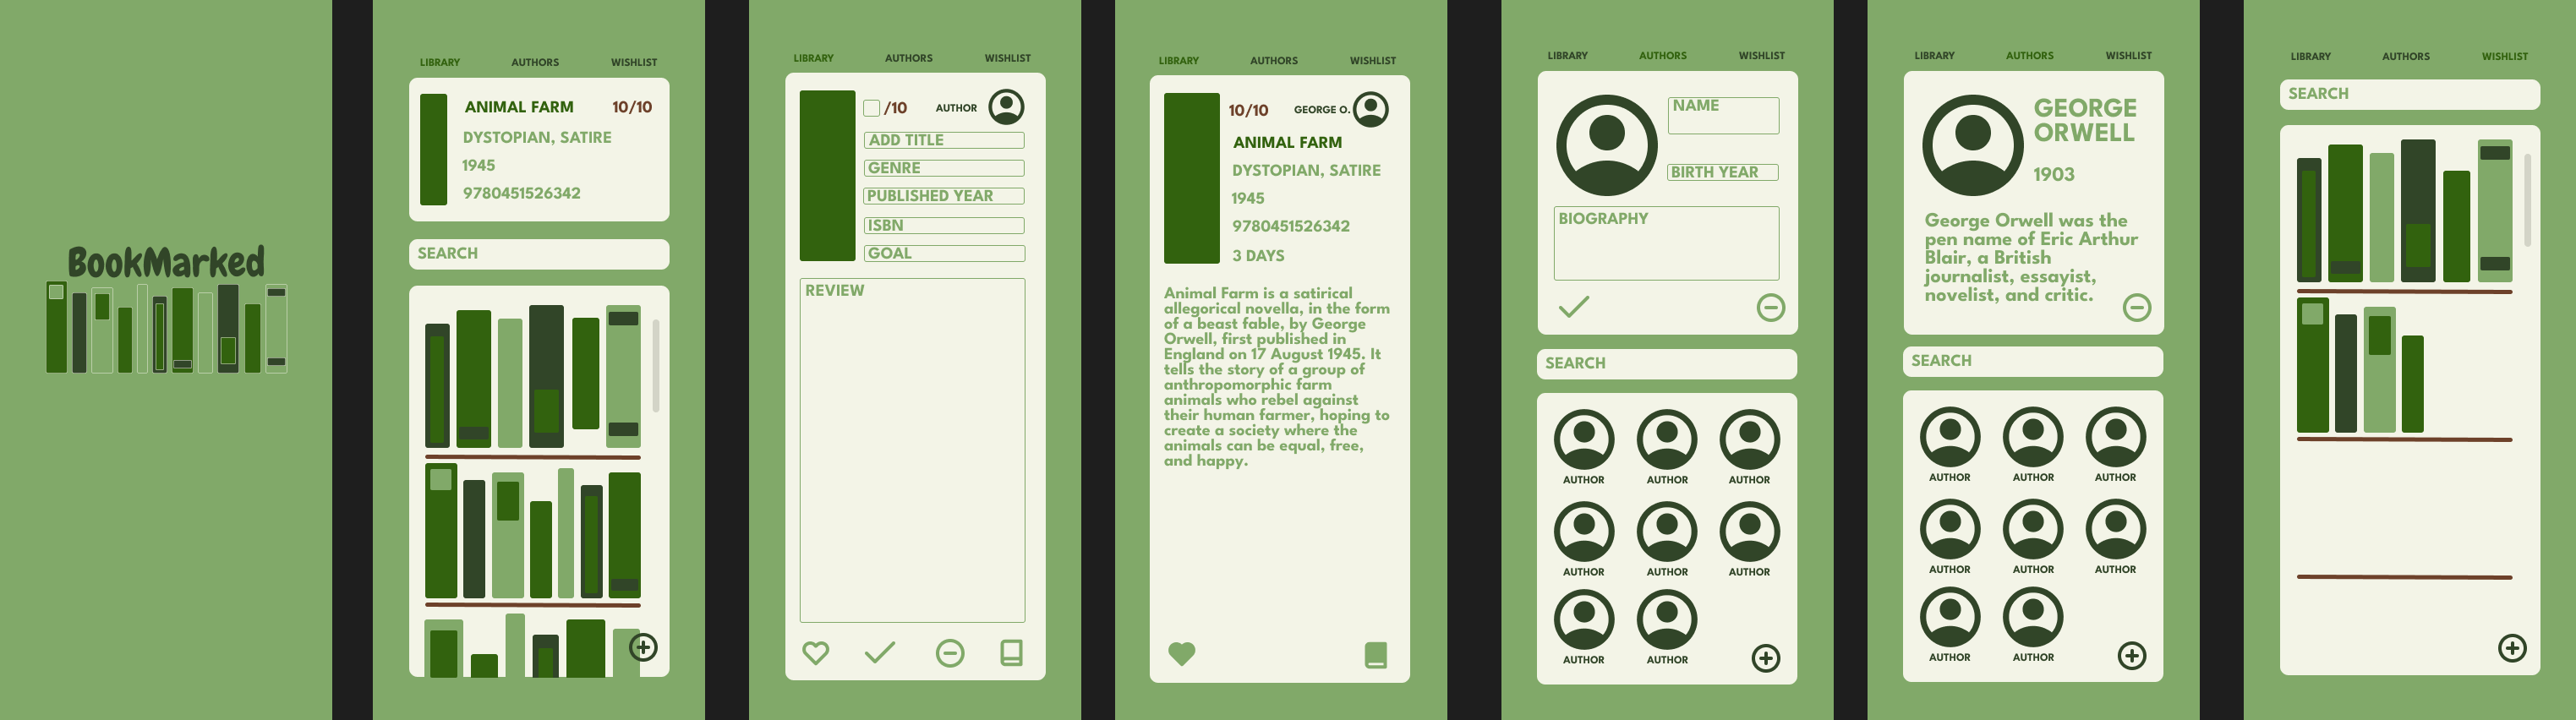 BookMarked
LIBRARY AUTHORS WISHLIST
ANIMAL FARM 10/10
DYSTOPIAN, SATIRE
1945
9780451526342
SEARCH
LIBRARY AUTHORS WISHLIST
/10 AUTHOR
ADD TITLE
GENRE
PUBLISHED YEAR
ISBN
GOAL
REVIEW
LIBRARY AUTHORS WISHLIST
10/10 GEORGE O.
ANIMAL FARM
DYSTOPIAN, SATIRE
1945
9780451526342
3 DAYS
Animal Farm is a satirical
allegorical novella, in the form
of a beast fable, by George
Orwell, first published in
England on 17 August 1945. It
tells the story of a group of
anthropomorphic farm
animals who rebel against
their human farmer, hoping to
create a society where the
animals can be equal, free,
and happy.
LIBRARY AUTHORS WISHLIST
NAME
BIRTH YEAR
BIOGRAPHY
SEARCH
AUTHOR AUTHOR AUTHOR
AUTHOR AUTHOR AUTHOR
AUTHOR AUTHOR
LIBRARY AUTHORS WISHLIST
GEORGE
ORWELL
1903
George Orwell was the
pen name of Eric Arthur
Blair, a British
journalist, essayist,
novelist, and critic.
SEARCH
AUTHOR AUTHOR AUTHOR
AUTHOR AUTHOR AUTHOR
AUTHOR AUTHOR
LIBRARY AUTHORS WISHLIST
SEARCH